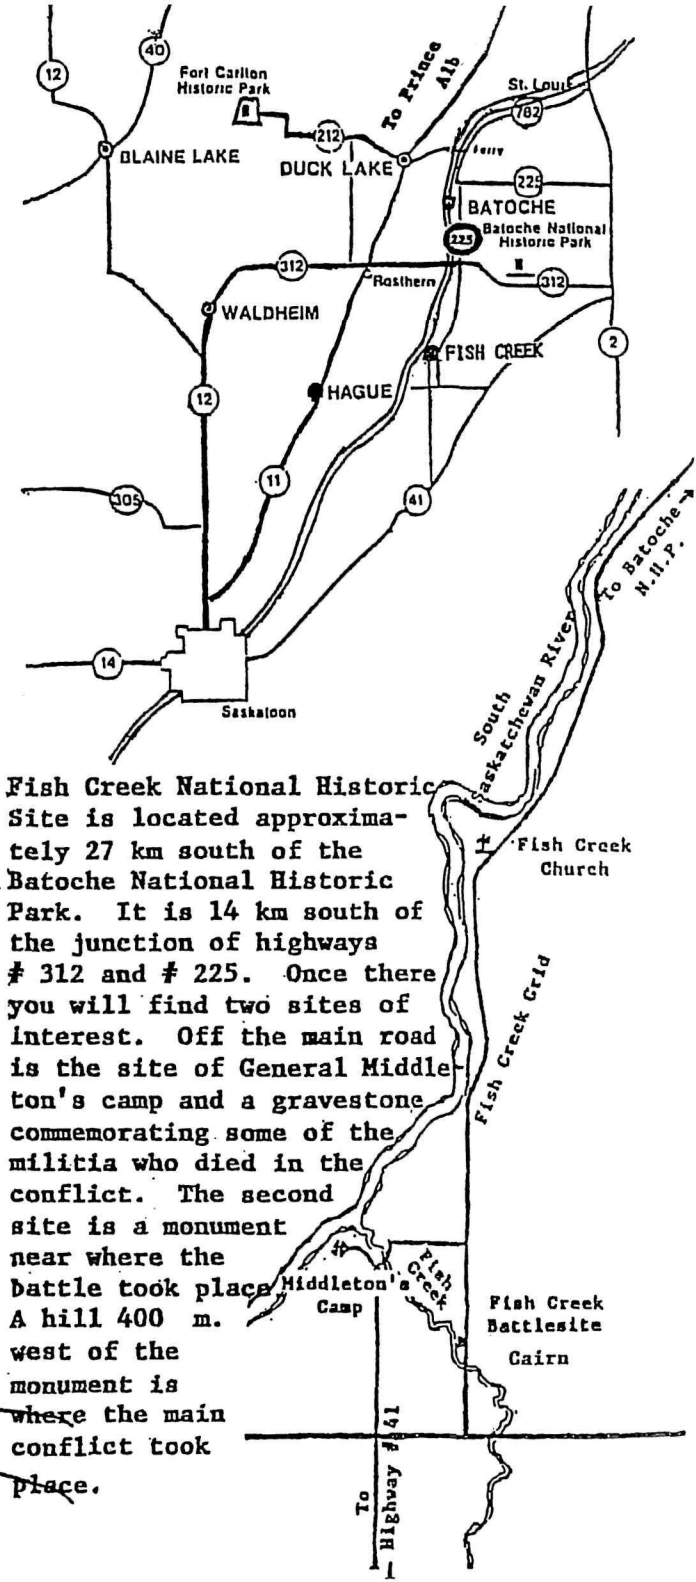 12
40
Fort Carlton
Historic Park
To Prince
Alb
St. Louis
782
BLAINE LAKE
212
DUCK LAKE
Ferry
225
BATOCHE
225
Batoche National
Historic Park
312
Rosthern
312
WALDHEIM
FISH CREEK
2
12
HAGUE
11
41
305
14
Saskatoon
To Batoche →
N.H.P.
South
Saskatchewan River
Fish Creek
Church
Fish Creek Grid
Fish Creek National Historic
Site is located approxima-
tely 27 km south of the
Batoche National Historic
Park. It is 14 km south of
the junction of highways
# 312 and # 225. Once there
you will find two sites of
interest. Off the main road
is the site of General Middle
ton's camp and a gravestone
commemorating some of the
militia who died in the
conflict. The second
site is a monument
near where the
battle took place
A hill 400 m.
west of the
monument is
where the main
conflict took
place.
Middleton's
Camp
Fish
Creek
Fish Creek
Battlesite
Cairn
To
Highway # 41